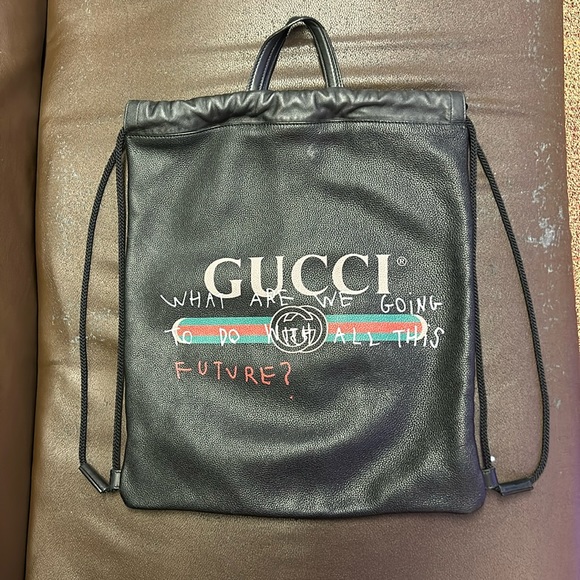 GUCCI®
WHAT ARE WE GOING
TO DO WITH ALL THIS
FUTURE?